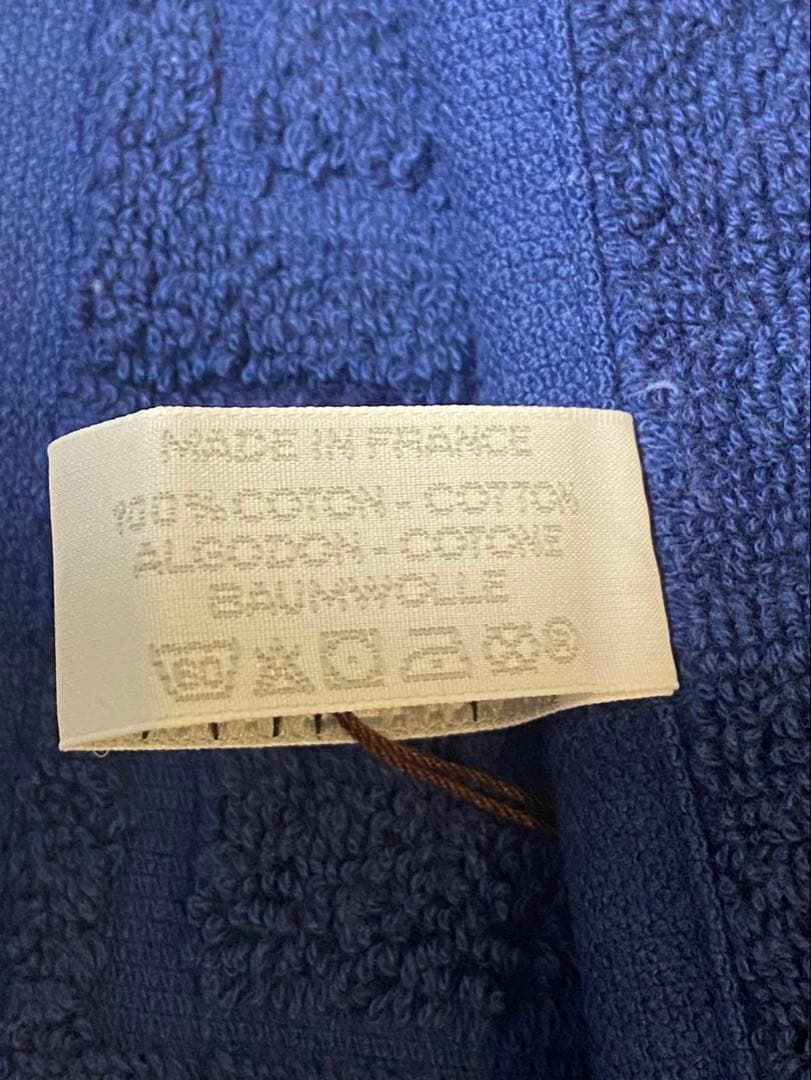 MADE IN FRANCE
100 % COTON - COTTON
ALGODON - COTONE
BAUMWOLLE